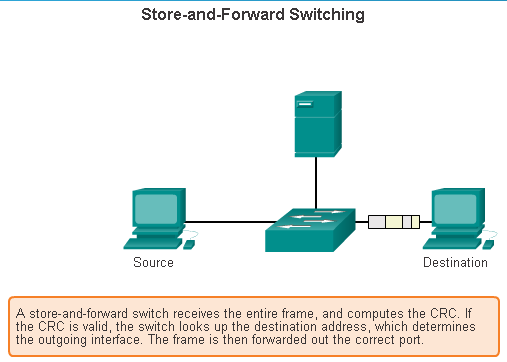 Store-and-Forward Switching
Source
Destination
A store-and-forward switch receives the entire frame, and computes the CRC. If
the CRC is valid, the switch looks up the destination address, which determines
the outgoing interface. The frame is then forwarded out the correct port.